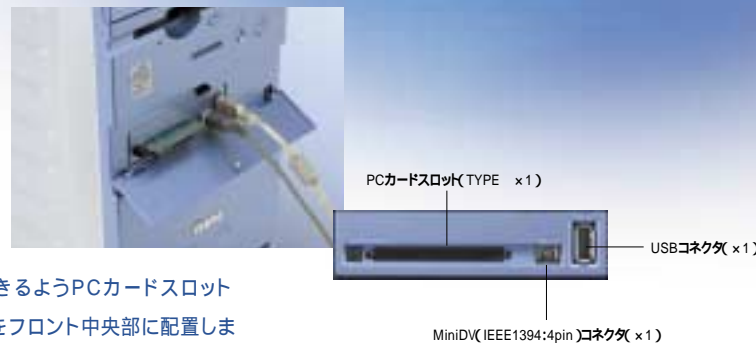 PCカードスロット(TYPE ×1)
USBコネクタ(×1)
きるようPCカードスロット
をフロント中央部に配置しま
MiniDV(IEEE1394:4pin)コネクタ(×1)